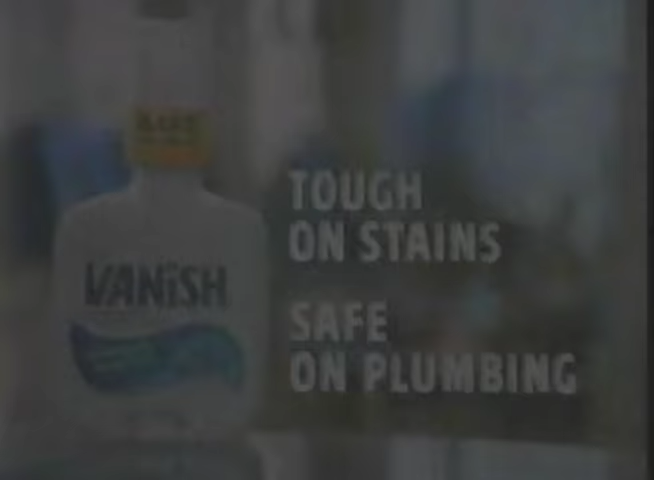 VANiSH
TOUGH
ON STAINS
SAFE
ON PLUMBING